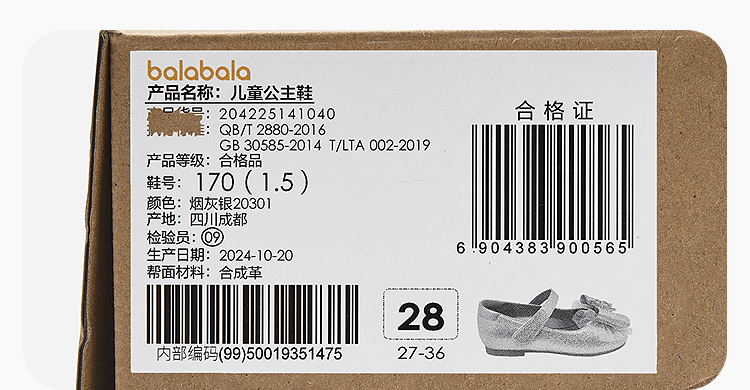 balabala
产品名称：儿童公主鞋
产品货号：204225141040
QB/T 2880-2016
GB 30585-2014 T/LTA 002-2019
产品等级：合格品
鞋号：170（1.5）
颜色：烟灰银20301
产地：四川成都
检验员：09
生产日期：2024-10-20
帮面材料：合成革
内部编码(99)50019351475
合格证
6 904383 900565
28
27-36